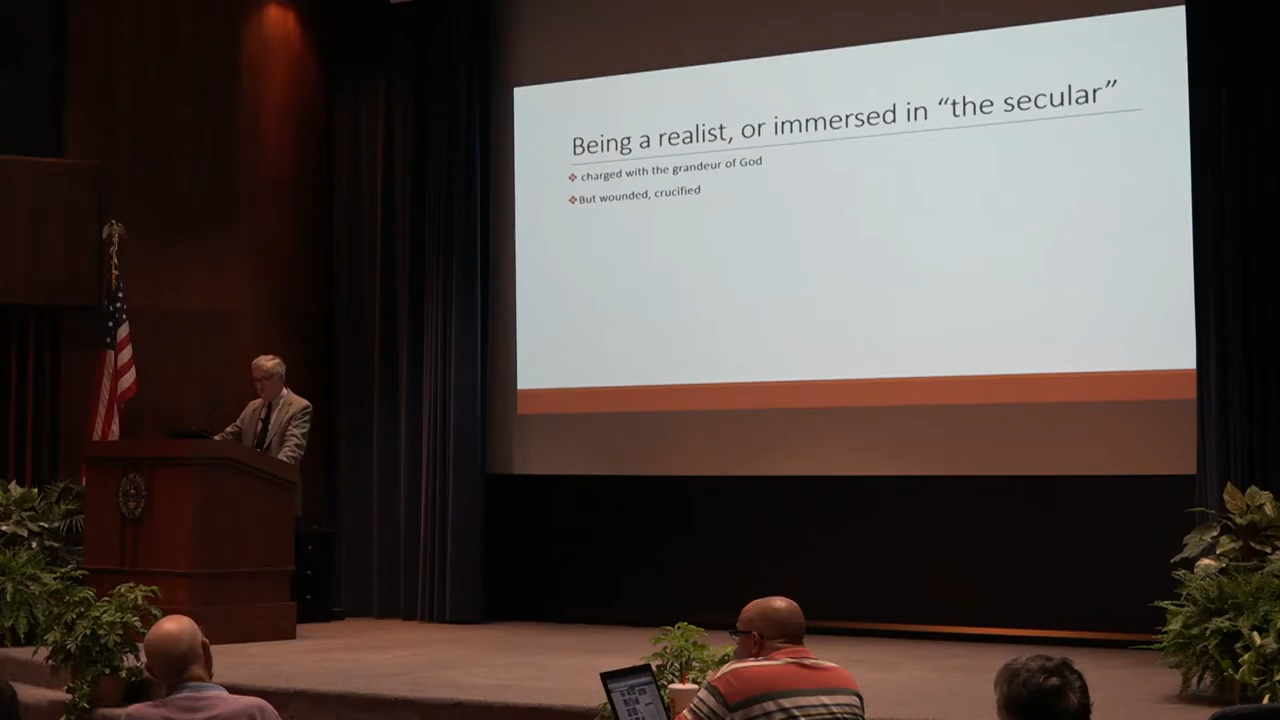 Being a realist, or immersed in “the secular”
❖ charged with the grandeur of God
❖But wounded, crucified